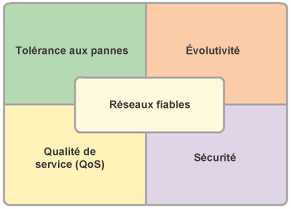 Tolérance aux pannes
Évolutivité
Réseaux fiables
Qualité de
service (QoS)
Sécurité